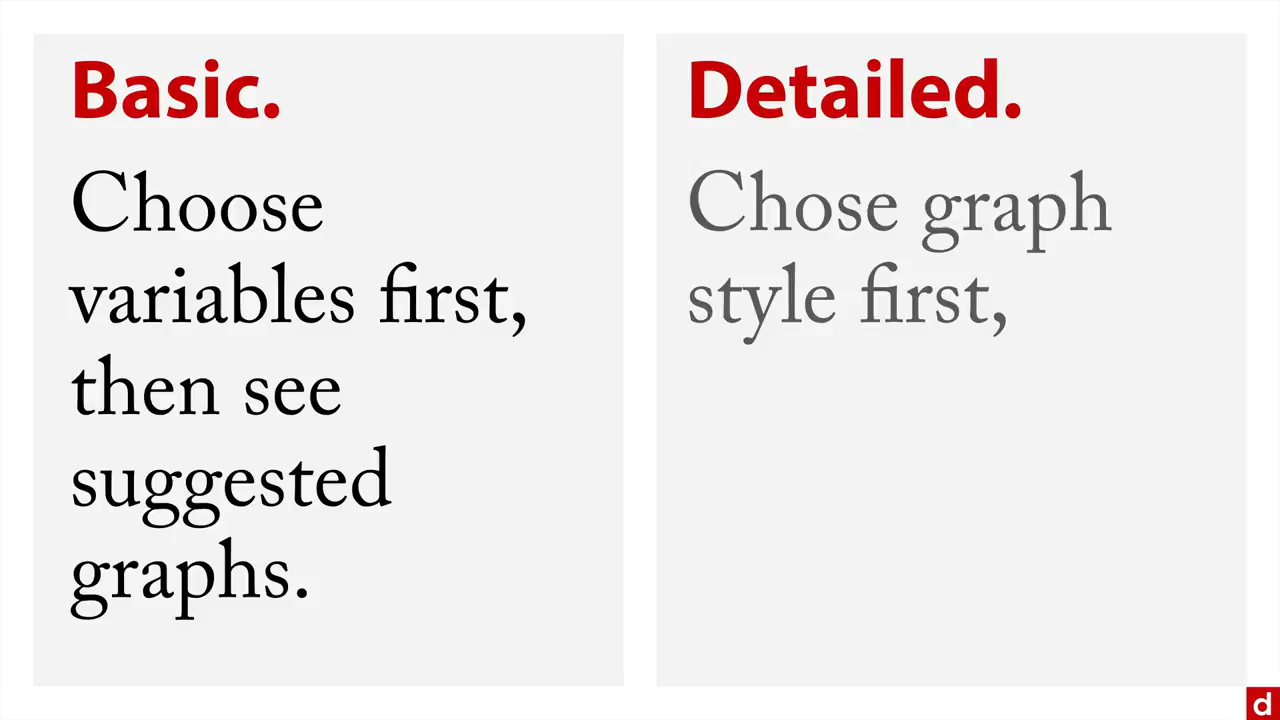 Basic.
Choose
variables first,
then see
suggested
graphs.
Detailed.
Chose graph
style first,
d